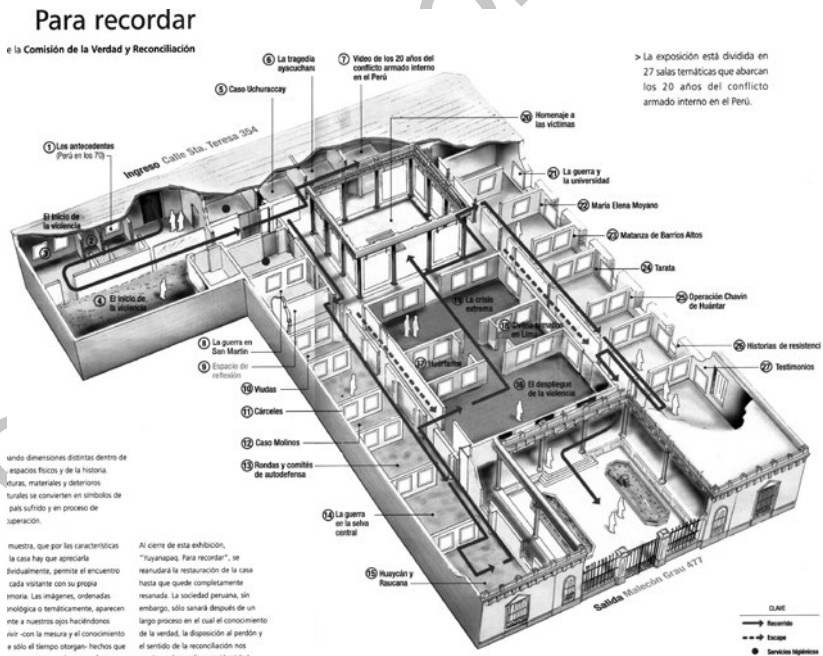 Para recordar
e la Comisión de la Verdad y Reconciliación
> La exposición está dividida en
27 salas temáticas que abarcan
los 20 años del conflicto
armado interno en el Perú.
Ingreso Calle Sta. Teresa 354
1 Los antecedentes
(Perú en los 70)
2
3
El Inicio de
la violencia
4 El inicio de
la violencia
5 Caso Uchuraccay
6 La tragedia
ayacuchana
7 Video de los 20 años del
conflicto armado interno
en el Perú
8 La guerra en
San Martín
9 Espacio de
reflexión
10 Viudas
11 Cárceles
12 Caso Molinos
13 Rondas y comités
de autodefensa
14 La guerra
en la selva
central
15 Huaycán y
Raucana
16 El despliegue
de la violencia
17 Huérfanos
18
en Lima
19 La crisis
extrema
20 Homenaje a
las víctimas
21 La guerra y
la universidad
22 María Elena Moyano
23 Matanza de Barrios Altos
24 Tarata
25 Operación Chavín
de Huántar
26 Historias de resistenci
27 Testimonios
Salida Malecón Grau 477
ando dimensiones distintas dentro de
espacios físicos y de la historia.
turas, materiales y deterioros
turales se convierten en símbolos de
país sufrido y en proceso de
uperación.
muestra, que por las características
la casa hay que apreciarla
dividualmente, permite el encuentro
cada visitante con su propia
emoria. Las imágenes, ordenadas
onológica o temáticamente, aparecen
nte a nuestros ojos haciéndonos
vivir -con la mesura y el conocimiento
e sólo el tiempo otorgan- hechos que
Al cierre de esta exhibición,
"Yuyanapaq. Para recordar", se
reanudará la restauración de la casa
hasta que quede completamente
resanada. La sociedad peruana, sin
embargo, sólo sanará después de un
largo proceso en el cual el conocimiento
de la verdad, la disposición al perdón y
el sentido de la reconciliación nos
CLAVE
Recorrido
Escape
Servicios higiénicos